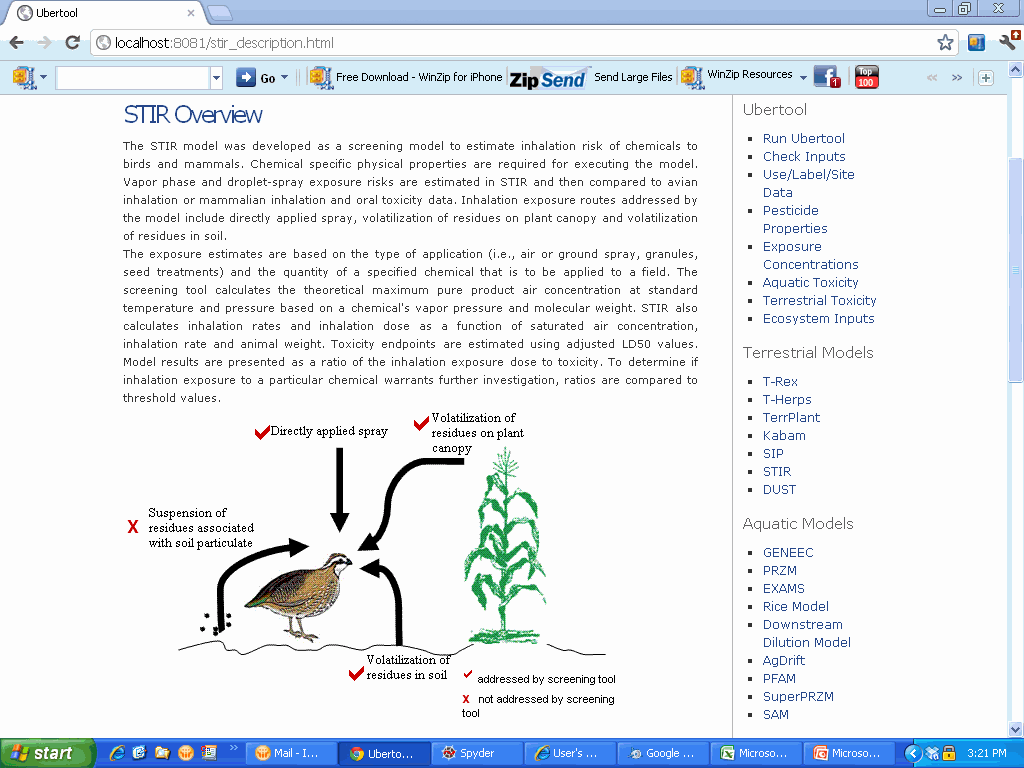 Ubertool
localhost:8081/stir_description.html
Go
Free Download - WinZip for iPhone
ZipSend
Send Large Files
WinZip Resources
1
Top 100
STIR Overview
The STIR model was developed as a screening model to estimate inhalation risk of chemicals to
birds and mammals. Chemical specific physical properties are required for executing the model.
Vapor phase and droplet-spray exposure risks are estimated in STIR and then compared to avian
inhalation or mammalian inhalation and oral toxicity data. Inhalation exposure routes addressed by
the model include directly applied spray, volatilization of residues on plant canopy and volatilization
of residues in soil.
The exposure estimates are based on the type of application (i.e., air or ground spray, granules,
seed treatments) and the quantity of a specified chemical that is to be applied to a field. The
screening tool calculates the theoretical maximum pure product air concentration at standard
temperature and pressure based on a chemical's vapor pressure and molecular weight. STIR also
calculates inhalation rates and inhalation dose as a function of saturated air concentration,
inhalation rate and animal weight. Toxicity endpoints are estimated using adjusted LD50 values.
Model results are presented as a ratio of the inhalation exposure dose to toxicity. To determine if
inhalation exposure to a particular chemical warrants further investigation, ratios are compared to
threshold values.
Directly applied spray
Volatilization of
residues on plant
canopy
X
Suspension of
residues associated
with soil particulate
Volatilization of
residues in soil
addressed by screening tool
X not addressed by screening
tool
Ubertool
Run Ubertool
Check Inputs
Use/Label/Site
Data
Pesticide
Properties
Exposure
Concentrations
Aquatic Toxicity
Terrestrial Toxicity
Ecosystem Inputs
Terrestrial Models
T-Rex
T-Herps
TerrPlant
Kabam
SIP
STIR
DUST
Aquatic Models
GENEEC
PRZM
EXAMS
Rice Model
Downstream
Dilution Model
AgDrift
PFAM
SuperPRZM
SAM
start
Mail - I...
Uberto...
Spyder
User's ...
Google ...
Microso...
Microso...
3:21 PM